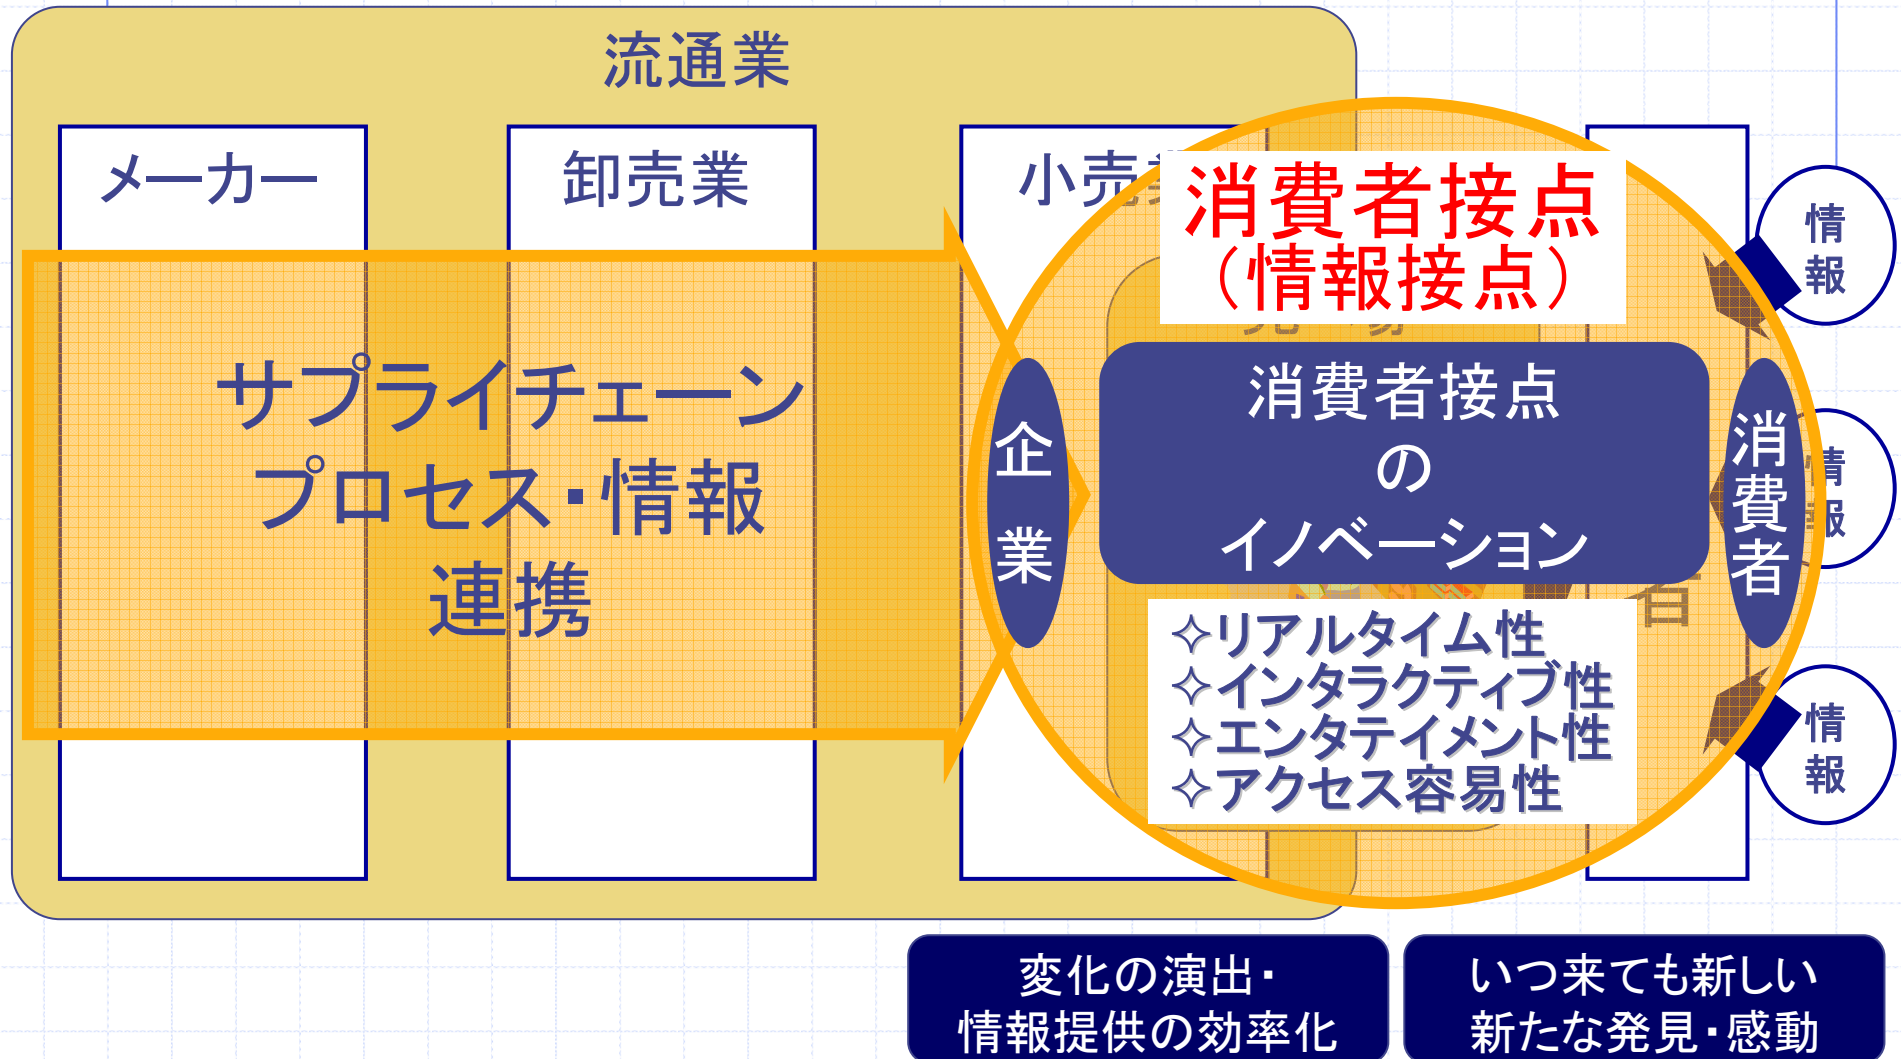 流通業
メーカー
卸売業
小売業
消費者接点
（情報接点）
サプライチェーン
プロセス・情報
連携
企業
消費者接点
の
イノベーション
消費者
✧リアルタイム性
✧インタラクティブ性
✧エンタテイメント性
✧アクセス容易性
情報
情報
情報
変化の演出・
情報提供の効率化
いつ来ても新しい
新たな発見・感動